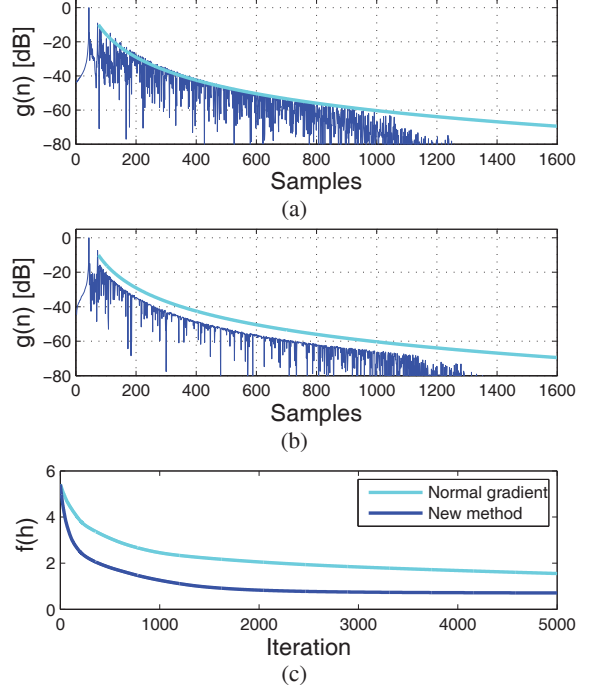 0
−20
−40
−60
−80
g(n) [dB]
0 200 400 600 800 1000 1200 1400 1600
Samples
(a)
0
−20
−40
−60
−80
g(n) [dB]
0 200 400 600 800 1000 1200 1400 1600
Samples
(b)
6
4
2
0
f(h)
Normal gradient
New method
0 1000 2000 3000 4000 5000
Iteration
(c)